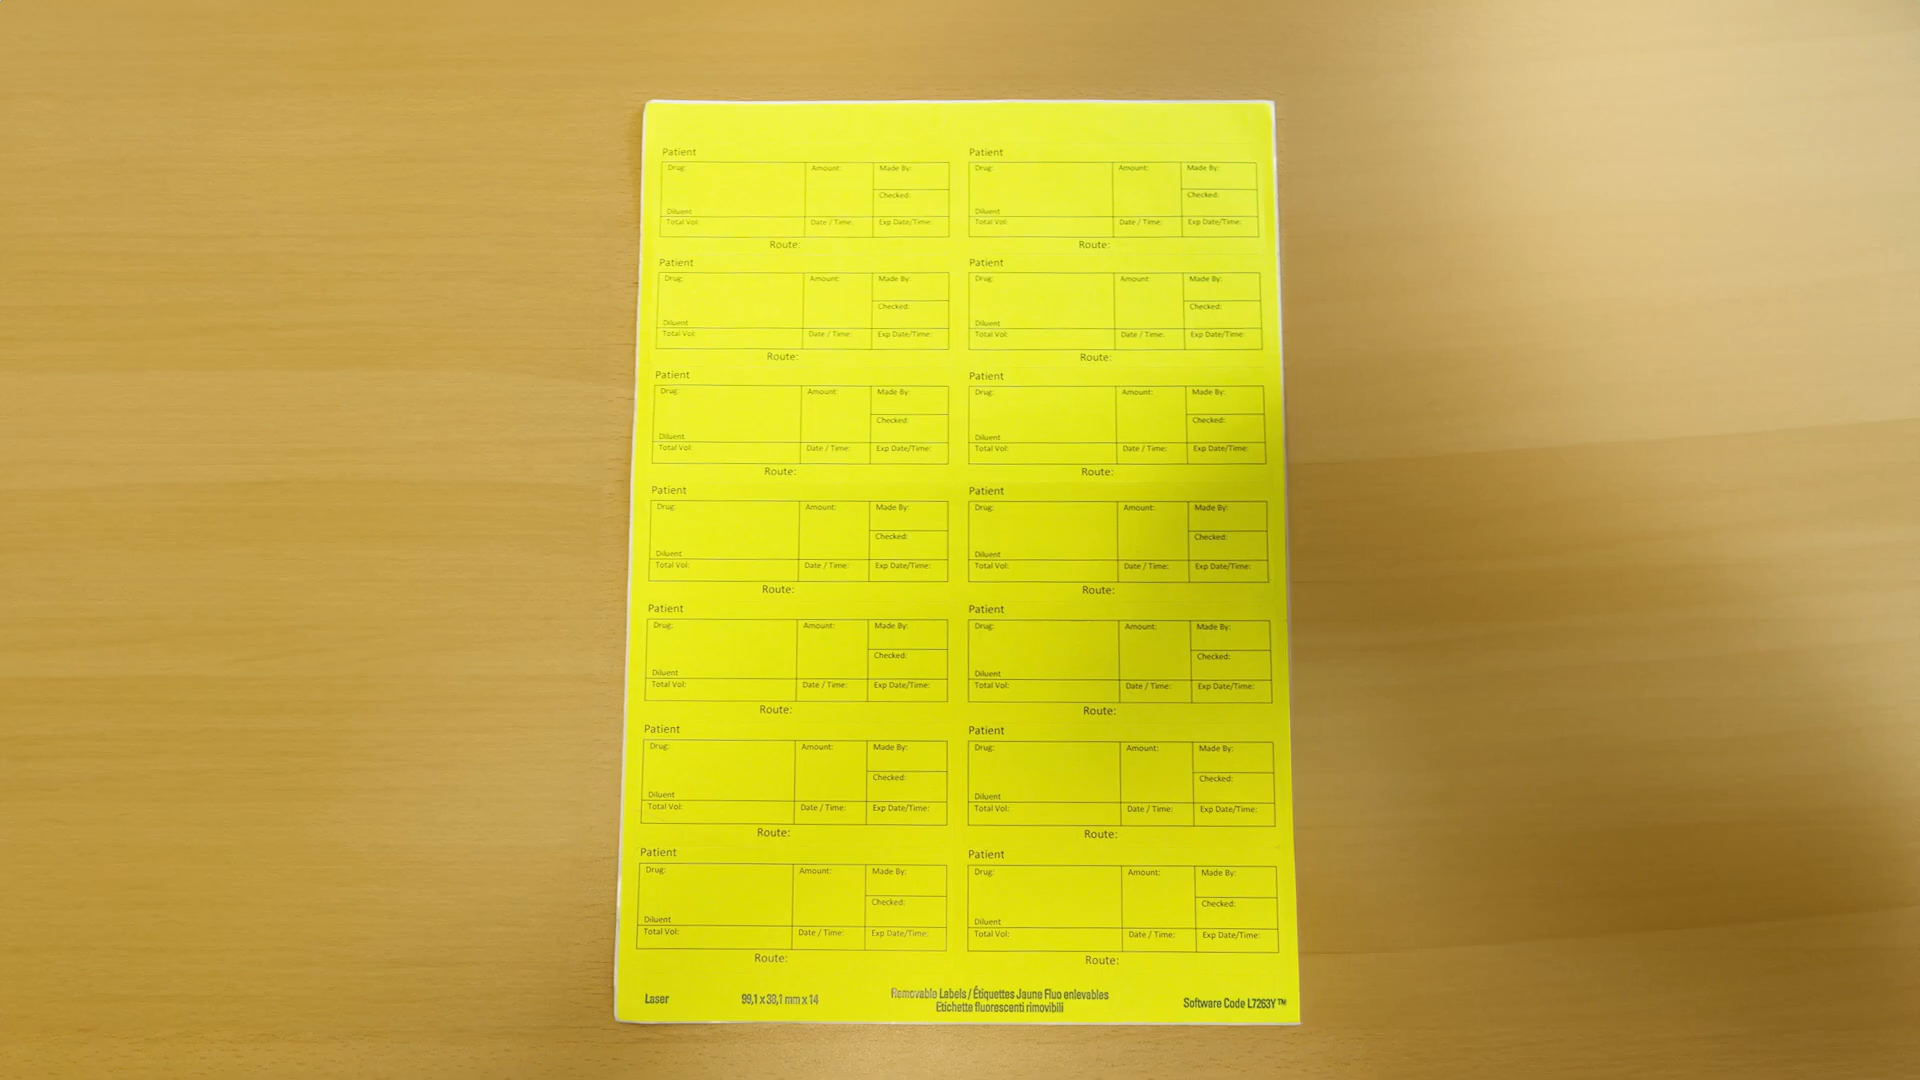 Patient Patient
Drug: Amount: Made By: Drug: Amount: Made By:
Checked: Checked:
Diluent Diluent
Total Vol: Date / Time: Exp Date/Time: Total Vol: Date / Time: Exp Date/Time:
Route: Route:
Patient Patient
Drug: Amount: Made By: Drug: Amount: Made By:
Checked: Checked:
Diluent Diluent
Total Vol: Date / Time: Exp Date/Time: Total Vol: Date / Time: Exp Date/Time:
Route: Route:
Patient Patient
Drug: Amount: Made By: Drug: Amount: Made By:
Checked: Checked:
Diluent Diluent
Total Vol: Date / Time: Exp Date/Time: Total Vol: Date / Time: Exp Date/Time:
Route: Route:
Patient Patient
Drug: Amount: Made By: Drug: Amount: Made By:
Checked: Checked:
Diluent Diluent
Total Vol: Date / Time: Exp Date/Time: Total Vol: Date / Time: Exp Date/Time:
Route: Route:
Patient Patient
Drug: Amount: Made By: Drug: Amount: Made By:
Checked: Checked:
Diluent Diluent
Total Vol: Date / Time: Exp Date/Time: Total Vol: Date / Time: Exp Date/Time:
Route: Route:
Patient Patient
Drug: Amount: Made By: Drug: Amount: Made By:
Checked: Checked:
Diluent Diluent
Total Vol: Date / Time: Exp Date/Time: Total Vol: Date / Time: Exp Date/Time:
Route: Route:
Patient Patient
Drug: Amount: Made By: Drug: Amount: Made By:
Checked: Checked:
Diluent Diluent
Total Vol: Date / Time: Exp Date/Time: Total Vol: Date / Time: Exp Date/Time:
Route: Route:
Laser 99,1 x 38,1 mm x 14 Removable Labels / Étiquettes Jaune Fluo enlevables Software Code L7263Y™
Etichette fluorescenti rimovibili